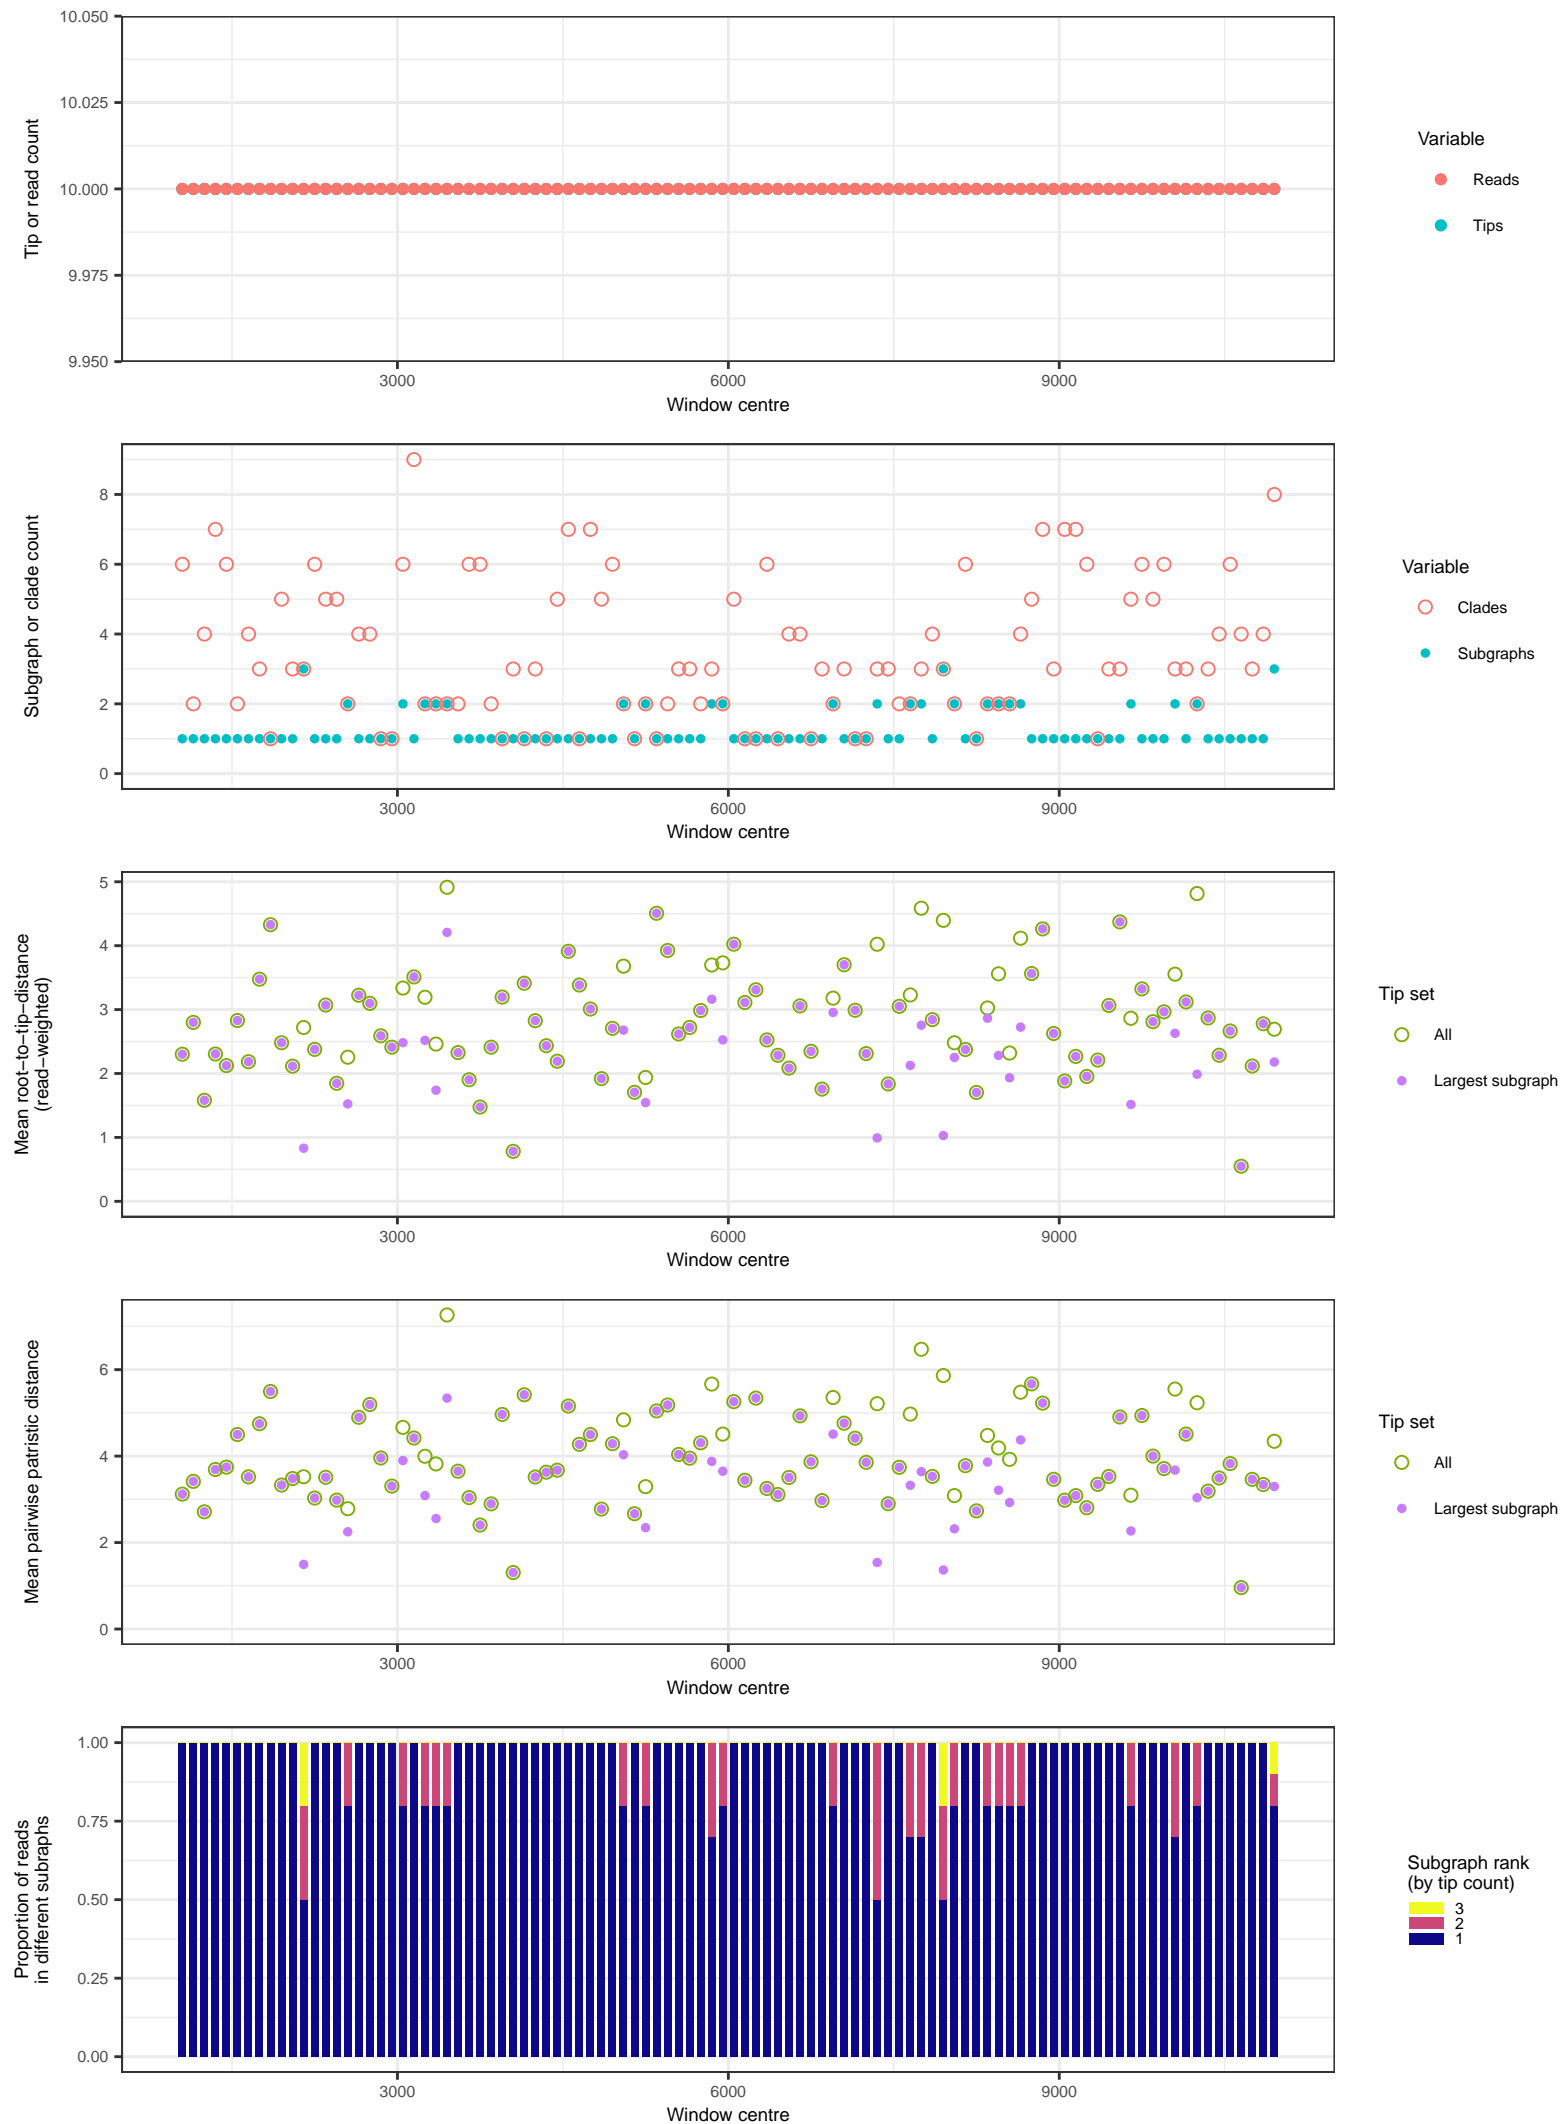 10.050
10.025
10.000
9.975
9.950
Tip or read count
3000
6000
9000
Window centre
Variable
Reads
Tips
8
6
4
2
0
Subgraph or clade count
3000
6000
9000
Window centre
Variable
Clades
Subgraphs
5
4
3
2
1
0
Mean root−to−tip−distance
(read−weighted)
3000
6000
9000
Window centre
Tip set
All
Largest subgraph
6
4
2
0
Mean pairwise patristic distance
3000
6000
9000
Window centre
Tip set
All
Largest subgraph
1.00
0.75
0.50
0.25
0.00
Proportion of reads
in different subraphs
3000
6000
9000
Window centre
Subgraph rank
(by tip count)
3
2
1